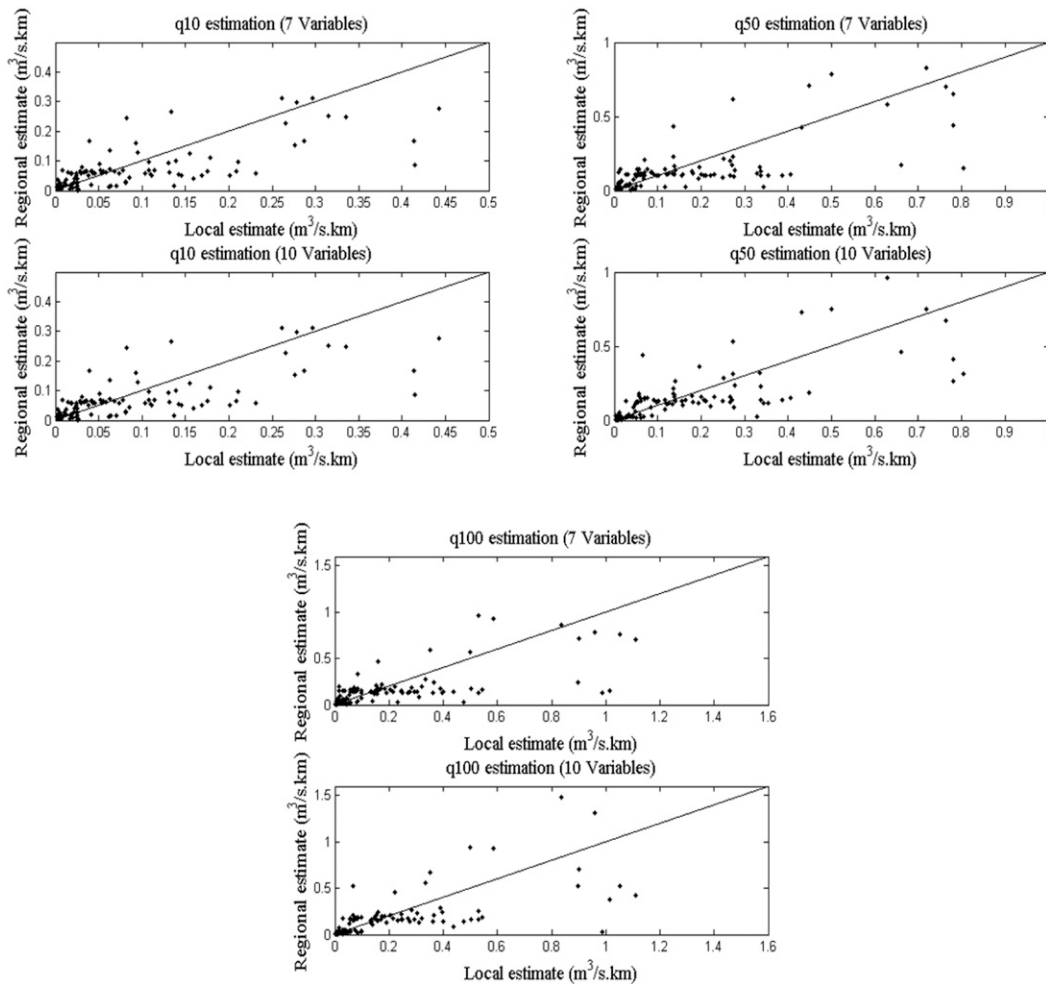 q10 estimation (7 Variables)
Regional estimate (m³/s.km)
0.4
0.3
0.2
0.1
0
0 0.05 0.1 0.15 0.2 0.25 0.3 0.35 0.4 0.45 0.5
Local estimate (m³/s.km)
q50 estimation (7 Variables)
Regional estimate (m³/s.km)
1
0.5
0
0 0.1 0.2 0.3 0.4 0.5 0.6 0.7 0.8 0.9
Local estimate (m³/s.km)
q10 estimation (10 Variables)
Regional estimate (m³/s.km)
0.4
0.3
0.2
0.1
0
0 0.05 0.1 0.15 0.2 0.25 0.3 0.35 0.4 0.45 0.5
Local estimate (m³/s.km)
q50 estimation (10 Variables)
Regional estimate (m³/s.km)
1
0.5
0
0 0.1 0.2 0.3 0.4 0.5 0.6 0.7 0.8 0.9
Local estimate (m³/s.km)
q100 estimation (7 Variables)
Regional estimate (m³/s.km)
1.5
1
0.5
0
0 0.2 0.4 0.6 0.8 1 1.2 1.4 1.6
Local estimate (m³/s.km)
q100 estimation (10 Variables)
Regional estimate (m³/s.km)
1.5
1
0.5
0
0 0.2 0.4 0.6 0.8 1 1.2 1.4 1.6
Local estimate (m³/s.km)